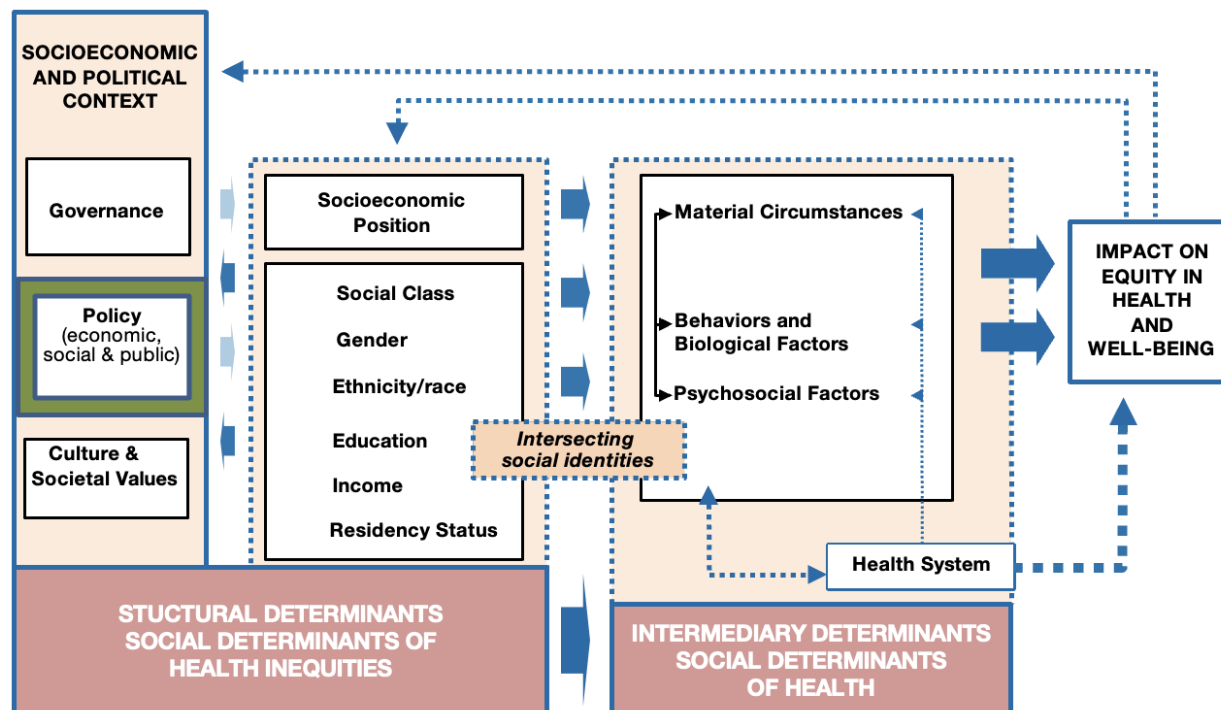 SOCIOECONOMIC
AND POLITICAL
CONTEXT
Governance
Policy
(economic,
social & public)
Culture &
Societal Values
Socioeconomic
Position
Social Class
Gender
Ethnicity/race
Education
Income
Residency Status
Intersecting
social identities
Material Circumstances
Behaviors and
Biological Factors
Psychosocial Factors
Health System
IMPACT ON
EQUITY IN
HEALTH
AND
WELL-BEING
STUCTURAL DETERMINANTS
SOCIAL DETERMINANTS OF
HEALTH INEQUITIES
INTERMEDIARY DETERMINANTS
SOCIAL DETERMINANTS
OF HEALTH